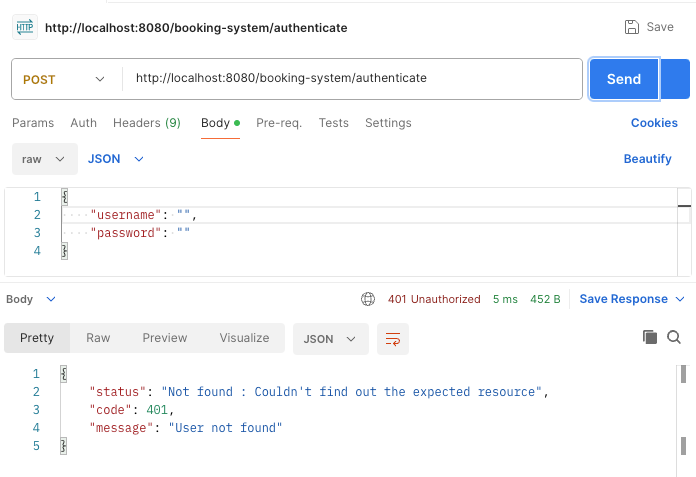 HTTP http://localhost:8080/booking-system/authenticate Save
POST http://localhost:8080/booking-system/authenticate Send
Params Auth Headers (9) Body Pre-req. Tests Settings Cookies
raw JSON Beautify
1 {
2 "username": "",
3 "password": ""
4 }
Body 401 Unauthorized 5 ms 452 B Save Response
Pretty Raw Preview Visualize JSON
1 {
2 "status": "Not found : Couldn't find out the expected resource",
3 "code": 401,
4 "message": "User not found"
5 }